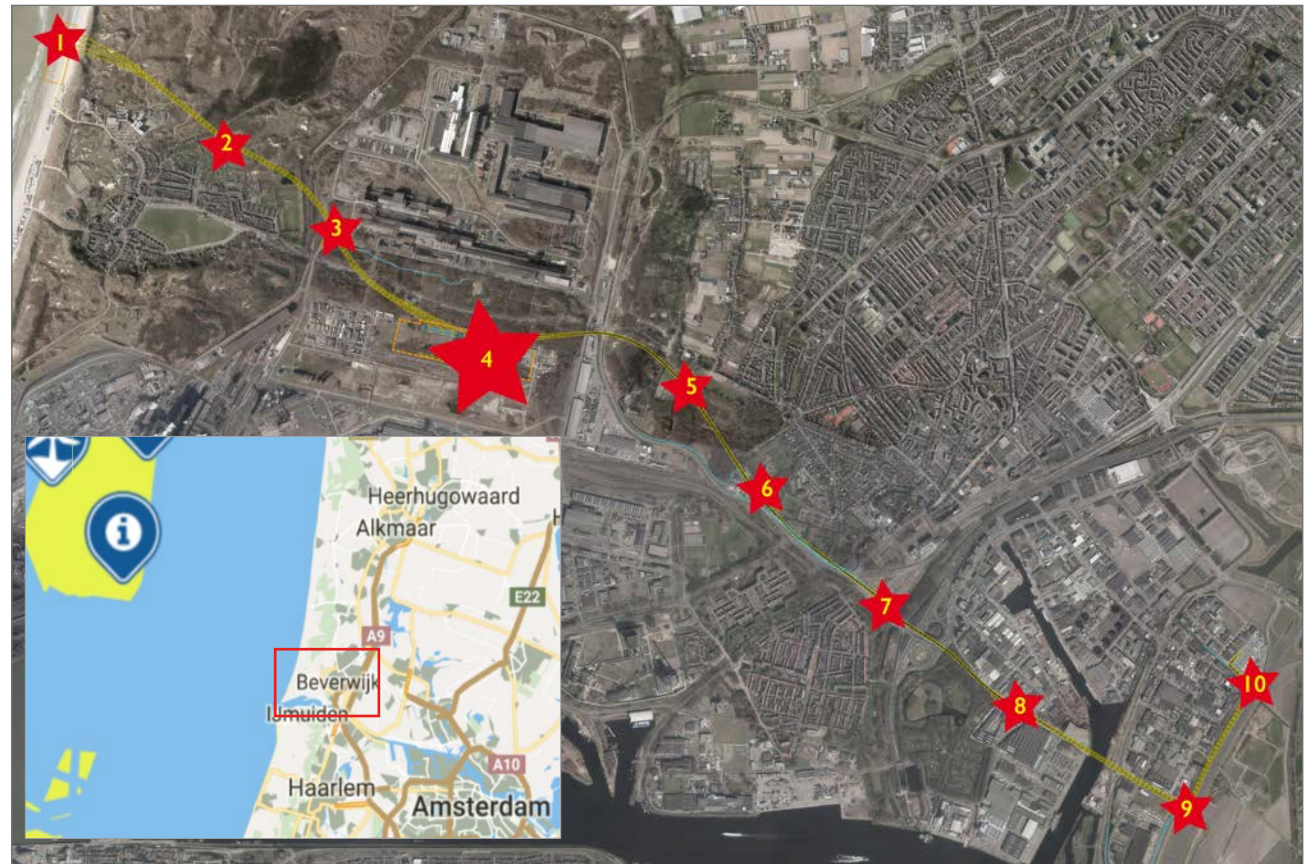 1
2
3
4
5
6
7
8
9
10
Heerhugowaard
Alkmaar
H
E22
A9
Beverwijk
IJmuiden
A10
Haarlem
Amsterdam